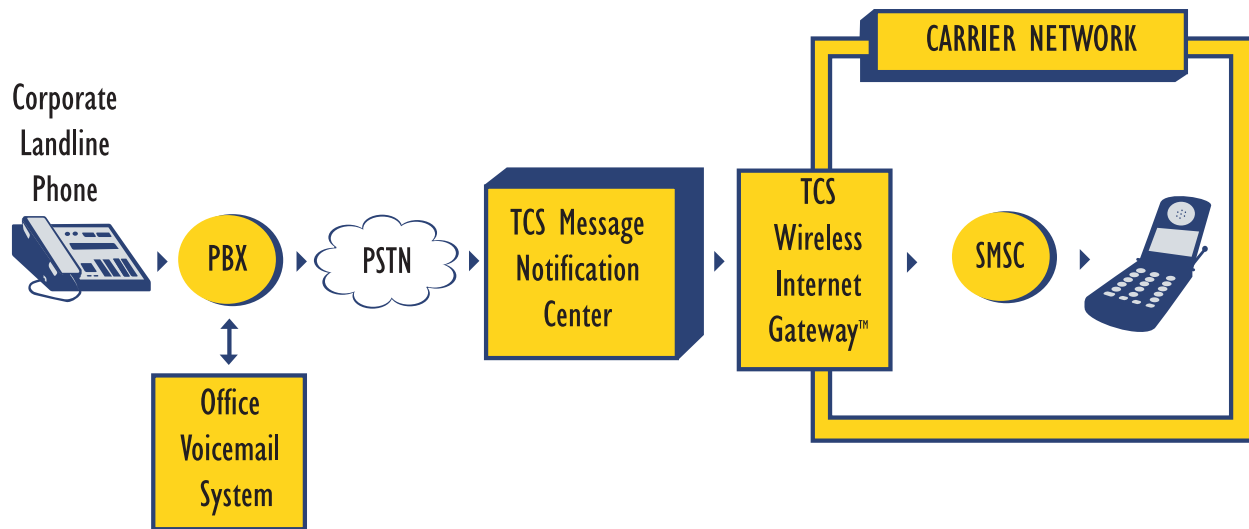 CARRIER NETWORK
Corporate
Landline
Phone
PBX
PSTN
TCS Message
Notification
Center
TCS
Wireless
Internet
Gateway™
SMSC
Office
Voicemail
System